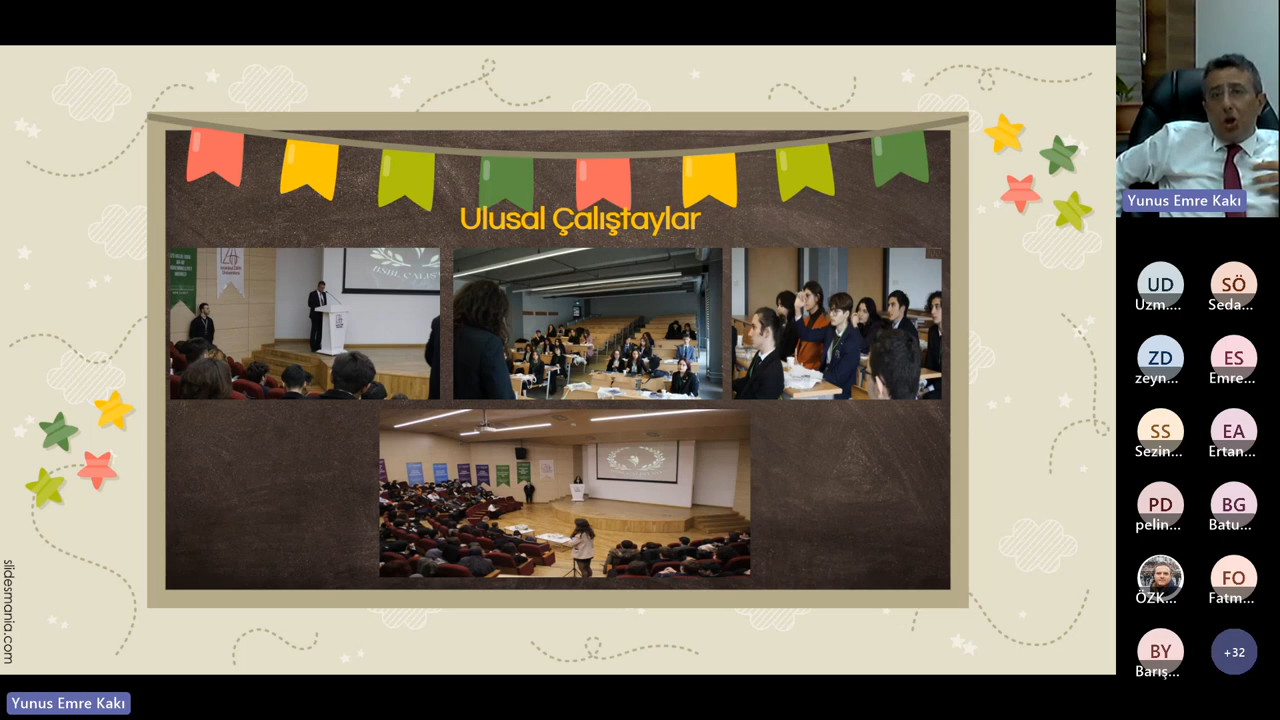 Ulusal Çalıştaylar
slidesmania.com
Yunus Emre Kakı
Yunus Emre Kakı
UD
Uzm....
SÖ
Seda...
ZD
zeyn...
ES
Emre...
SS
Sezin...
EA
Ertan...
PD
pelin...
BG
Batu...
ÖZK...
FO
Fatm...
BY
Barış...
+32